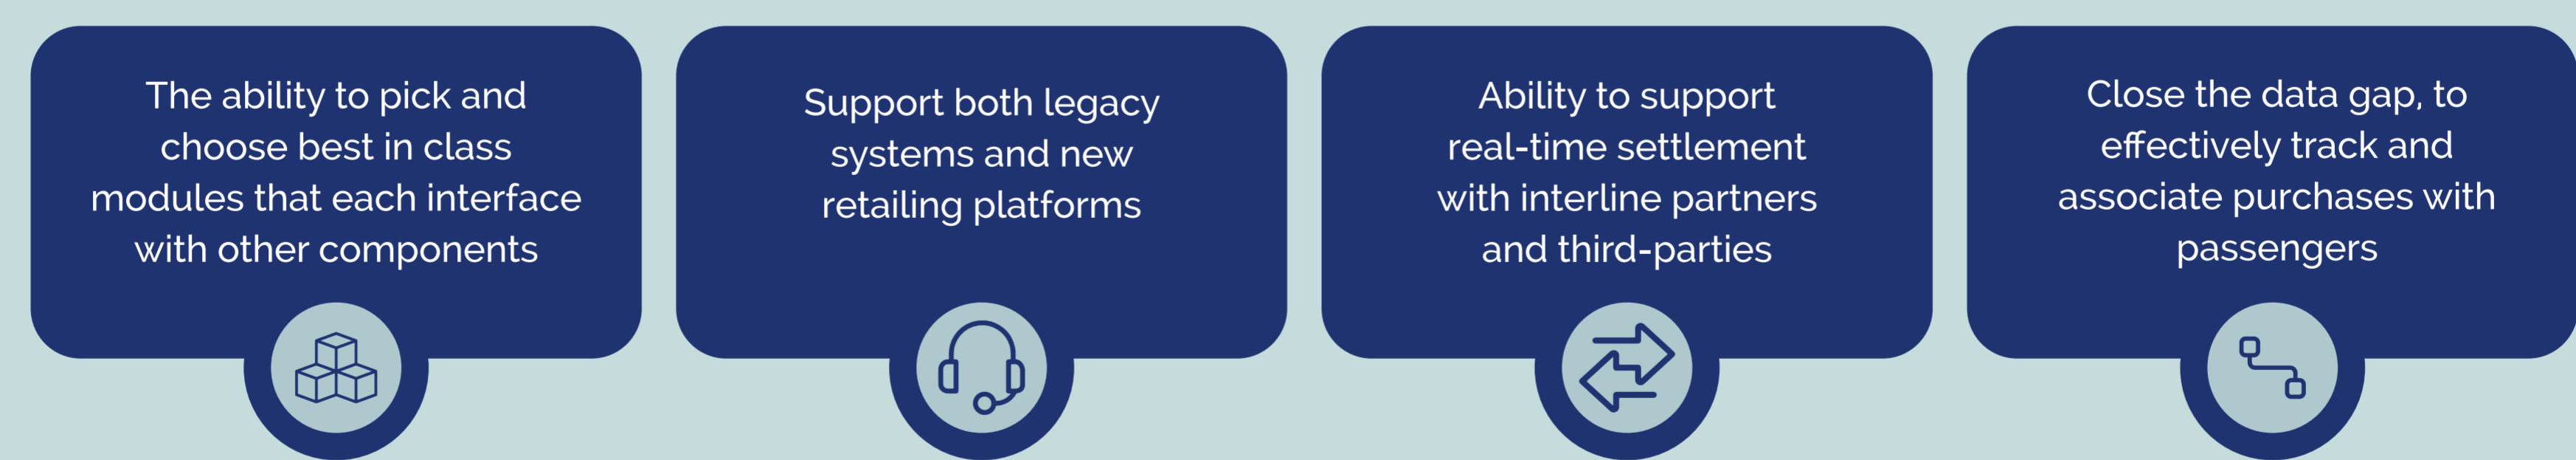 The ability to pick and
choose best in class
modules that each interface
with other components
Support both legacy
systems and new
retailing platforms
Ability to support
real-time settlement
with interline partners
and third-parties
Close the data gap, to
effectively track and
associate purchases with
passengers